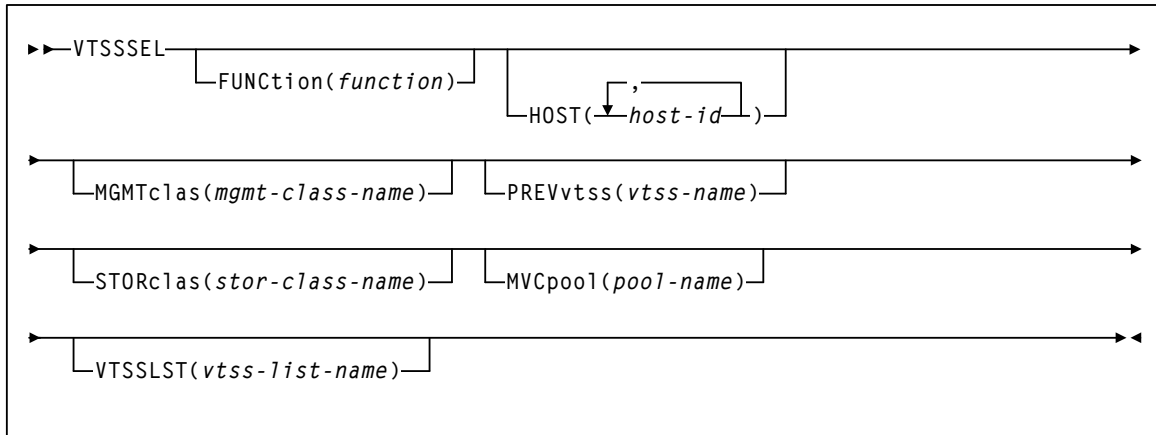 VTSSSEL
FUNCtion(function)
,
HOST( host-id )
MGMTclas(mgmt-class-name)
PREVvtss(vtss-name)
STORclas(stor-class-name)
MVCpool(pool-name)
VTSSLST(vtss-list-name)